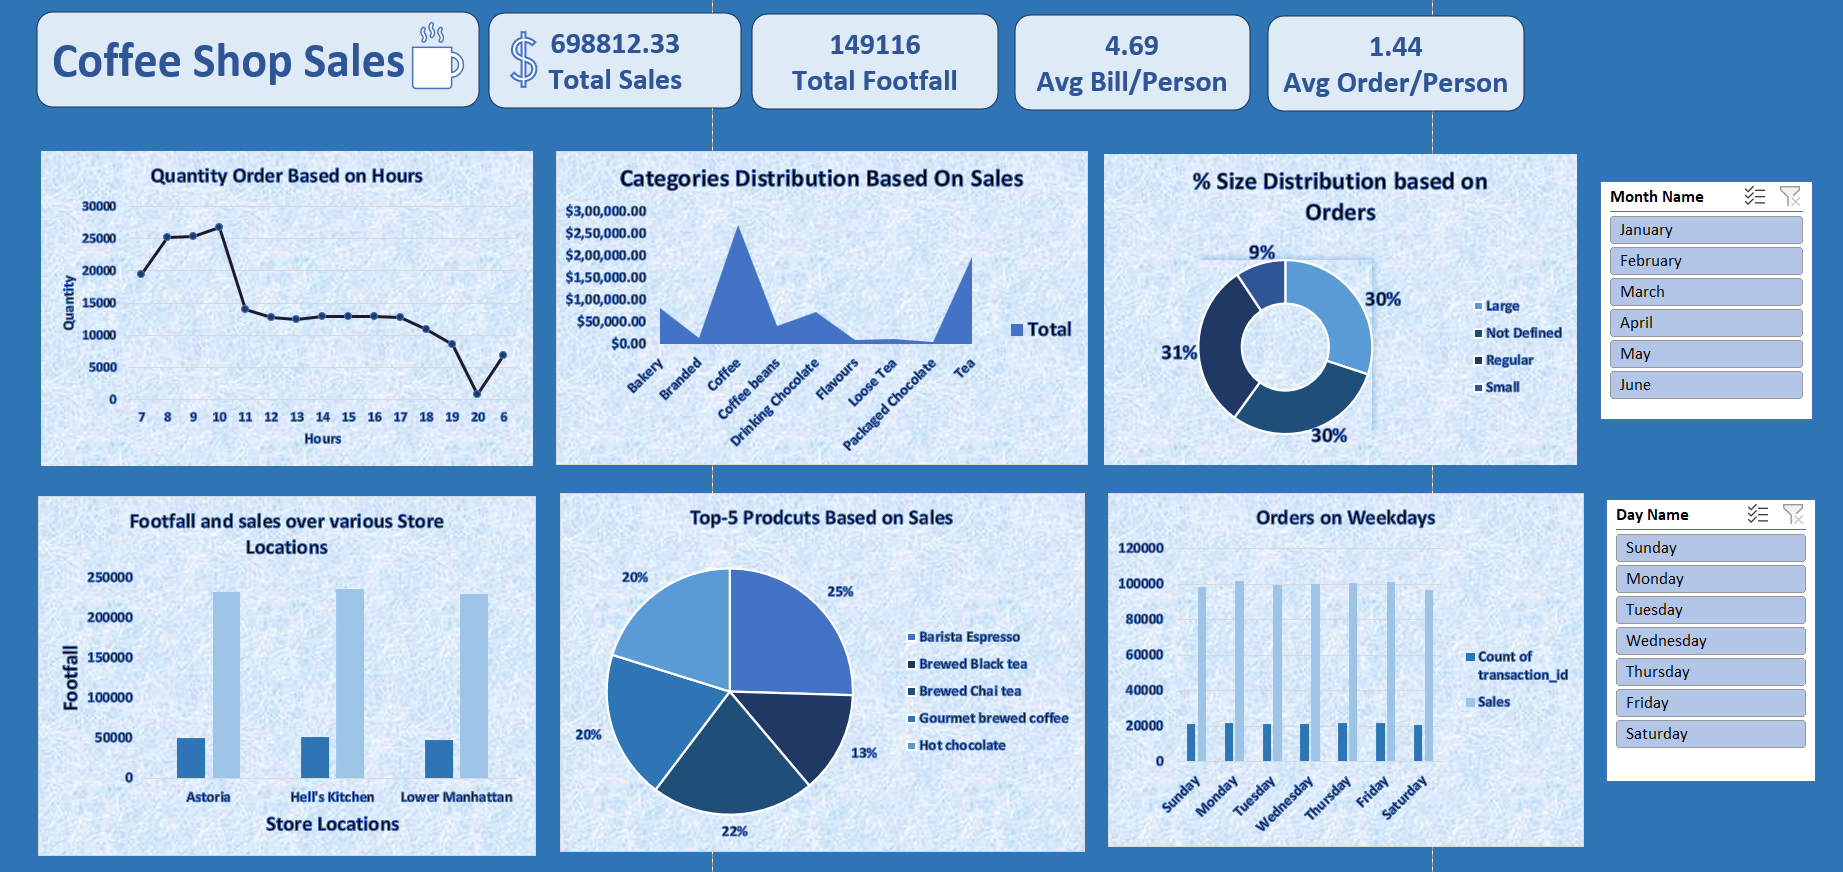 Coffee Shop Sales
$
698812.33
Total Sales
149116
Total Footfall
4.69
Avg Bill/Person
1.44
Avg Order/Person
Quantity Order Based on Hours
30000
25000
20000
15000
10000
5000
0
Quantity
7 8 9 10 11 12 13 14 15 16 17 18 19 20 6
Hours
Categories Distribution Based On Sales
$3,00,000.00
$2,50,000.00
$2,00,000.00
$1,50,000.00
$1,00,000.00
$50,000.00
$0.00
Bakery
Branded
Coffee
Coffee beans
Drinking Chocolate
Flavours
Loose Tea
Packaged Chocolate
Tea
Total
% Size Distribution based on
Orders
9%
30%
31%
30%
Large
Not Defined
Regular
Small
Month Name
January
February
March
April
May
June
Footfall and sales over various Store
Locations
250000
200000
150000
100000
50000
0
Footfall
Astoria Hell's Kitchen Lower Manhattan
Store Locations
Top-5 Prodcuts Based on Sales
20%
25%
20%
13%
22%
Barista Espresso
Brewed Black tea
Brewed Chai tea
Gourmet brewed coffee
Hot chocolate
Orders on Weekdays
120000
100000
80000
60000
40000
20000
0
Sunday
Monday
Tuesday
Wednesday
Thursday
Friday
Saturday
Count of
transaction_id
Sales
Day Name
Sunday
Monday
Tuesday
Wednesday
Thursday
Friday
Saturday